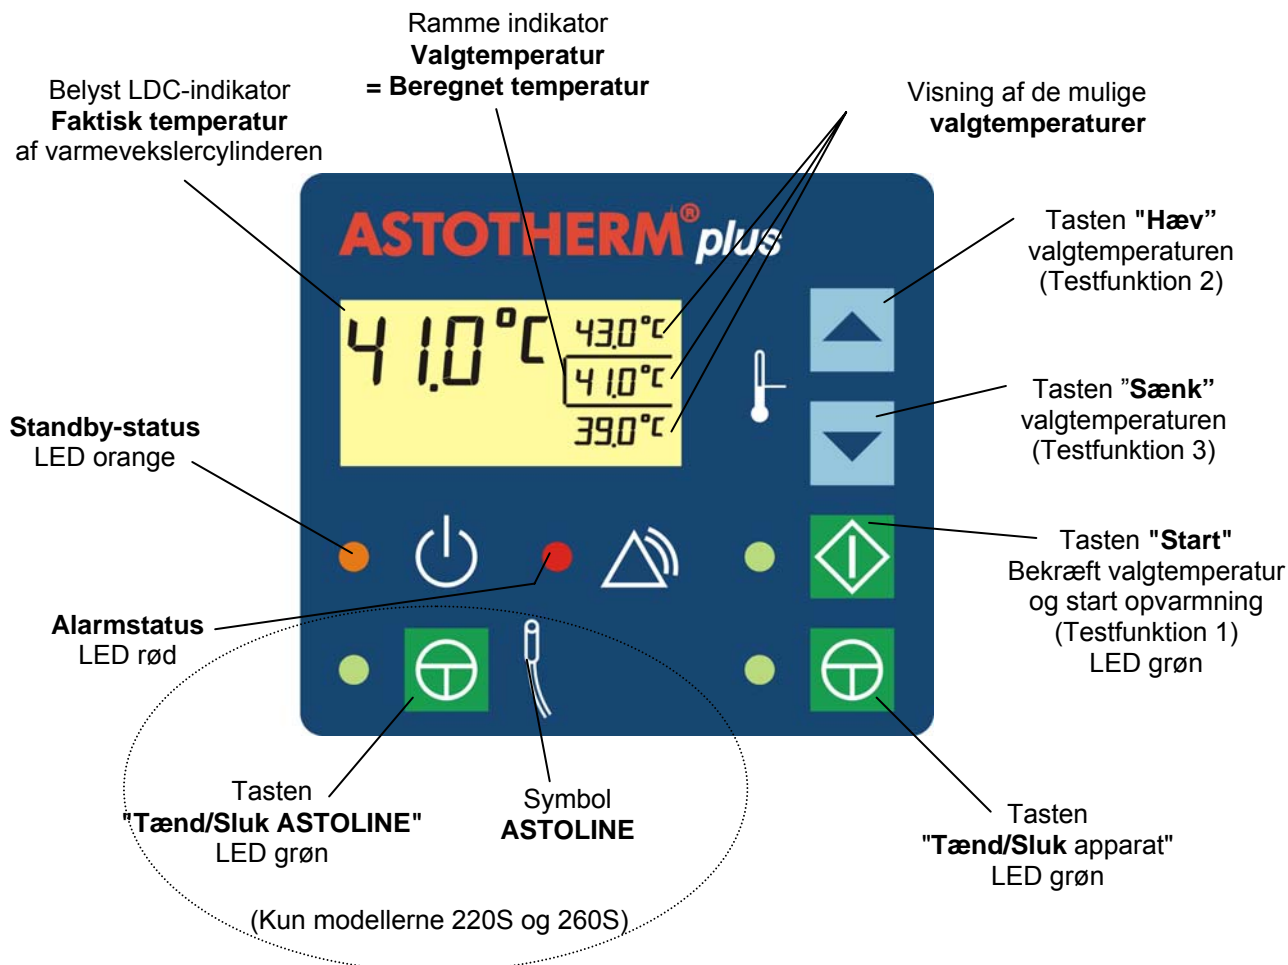 Ramme indikator
Valgtemperatur
= Beregnet temperatur
Belyst LDC-indikator
Faktisk temperatur
af varmevekslercylinderen
Visning af de mulige
valgtemperaturer
ASTOTHERM® plus
41.0°C
43.0°C
41.0°C
39.0°C
Tasten "Hæv”
valgtemperaturen
(Testfunktion 2)
Tasten ”Sænk”
valgtemperaturen
(Testfunktion 3)
Standby-status
LED orange
Tasten "Start"
Bekræft valgtemperatur
og start opvarmning
(Testfunktion 1)
LED grøn
Alarmstatus
LED rød
Tasten
"Tænd/Sluk ASTOLINE"
LED grøn
Symbol
ASTOLINE
Tasten
"Tænd/Sluk apparat"
LED grøn
(Kun modellerne 220S og 260S)